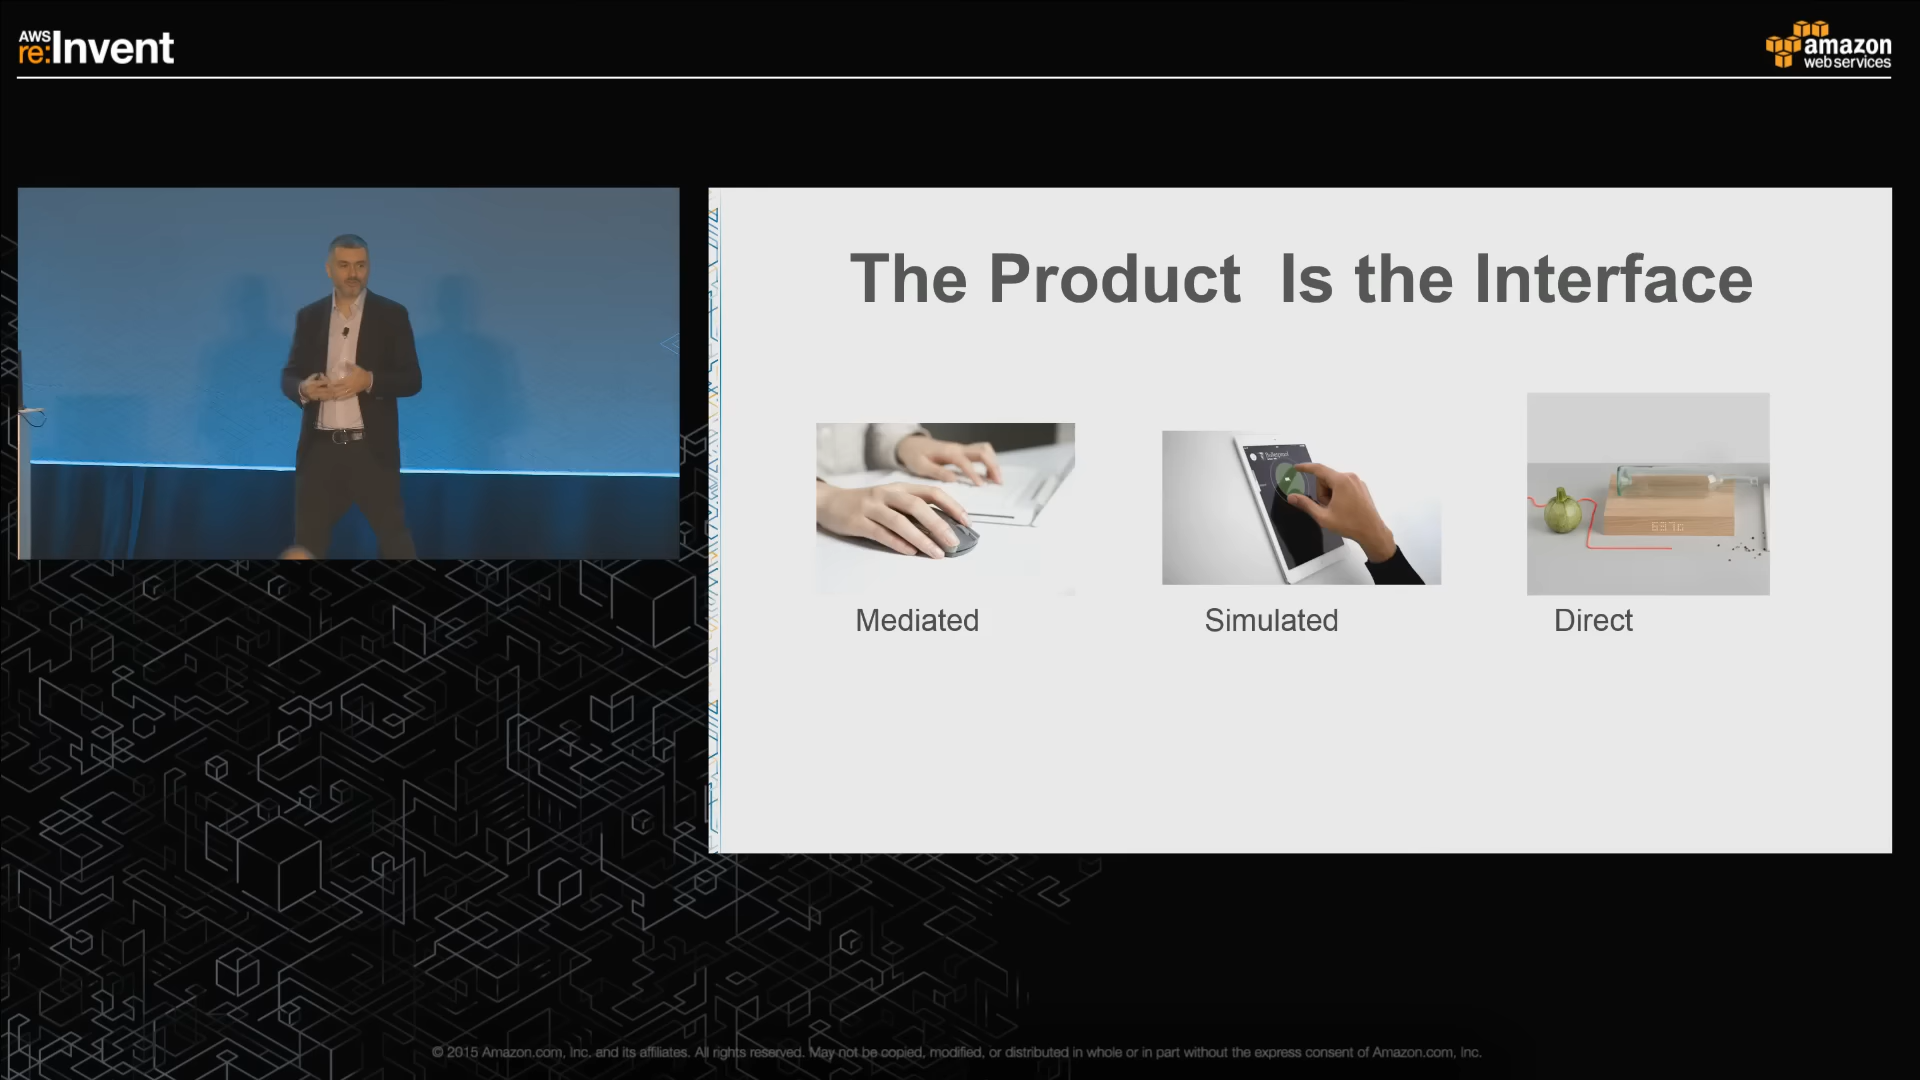 AWS
re:Invent
amazon
web services
The Product Is the Interface
Mediated
Simulated
Direct
© 2015 Amazon.com, Inc. and its affiliates. All rights reserved. May not be copied, modified, or distributed in whole or in part without the express consent of Amazon.com, Inc.